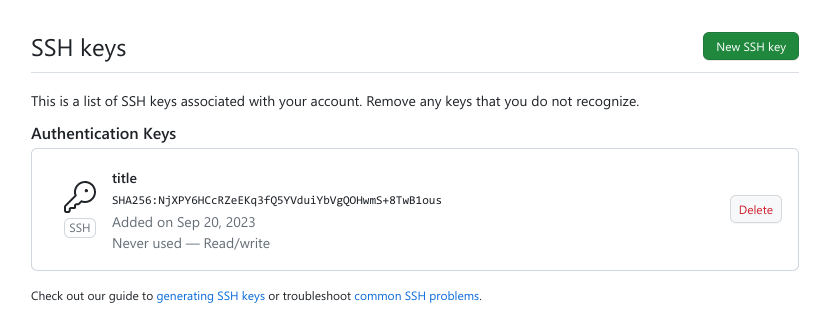 SSH keys
New SSH key
This is a list of SSH keys associated with your account. Remove any keys that you do not recognize.
Authentication Keys
title
SHA256:NjXPY6HCcRZeEKq3fQ5YVduiYbVgQOHwmS+8TwB1ous
SSH
Added on Sep 20, 2023
Never used — Read/write
Delete
Check out our guide to generating SSH keys or troubleshoot common SSH problems.